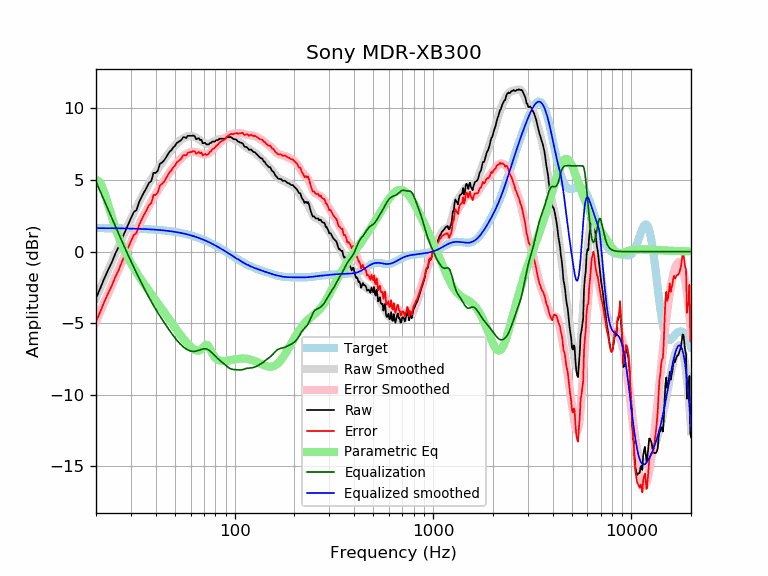 Sony MDR-XB300
Amplitude (dBr)
10
5
0
−5
−10
−15
Target
Raw Smoothed
Error Smoothed
Raw
Error
Parametric Eq
Equalization
Equalized smoothed
100 1000 10000
Frequency (Hz)